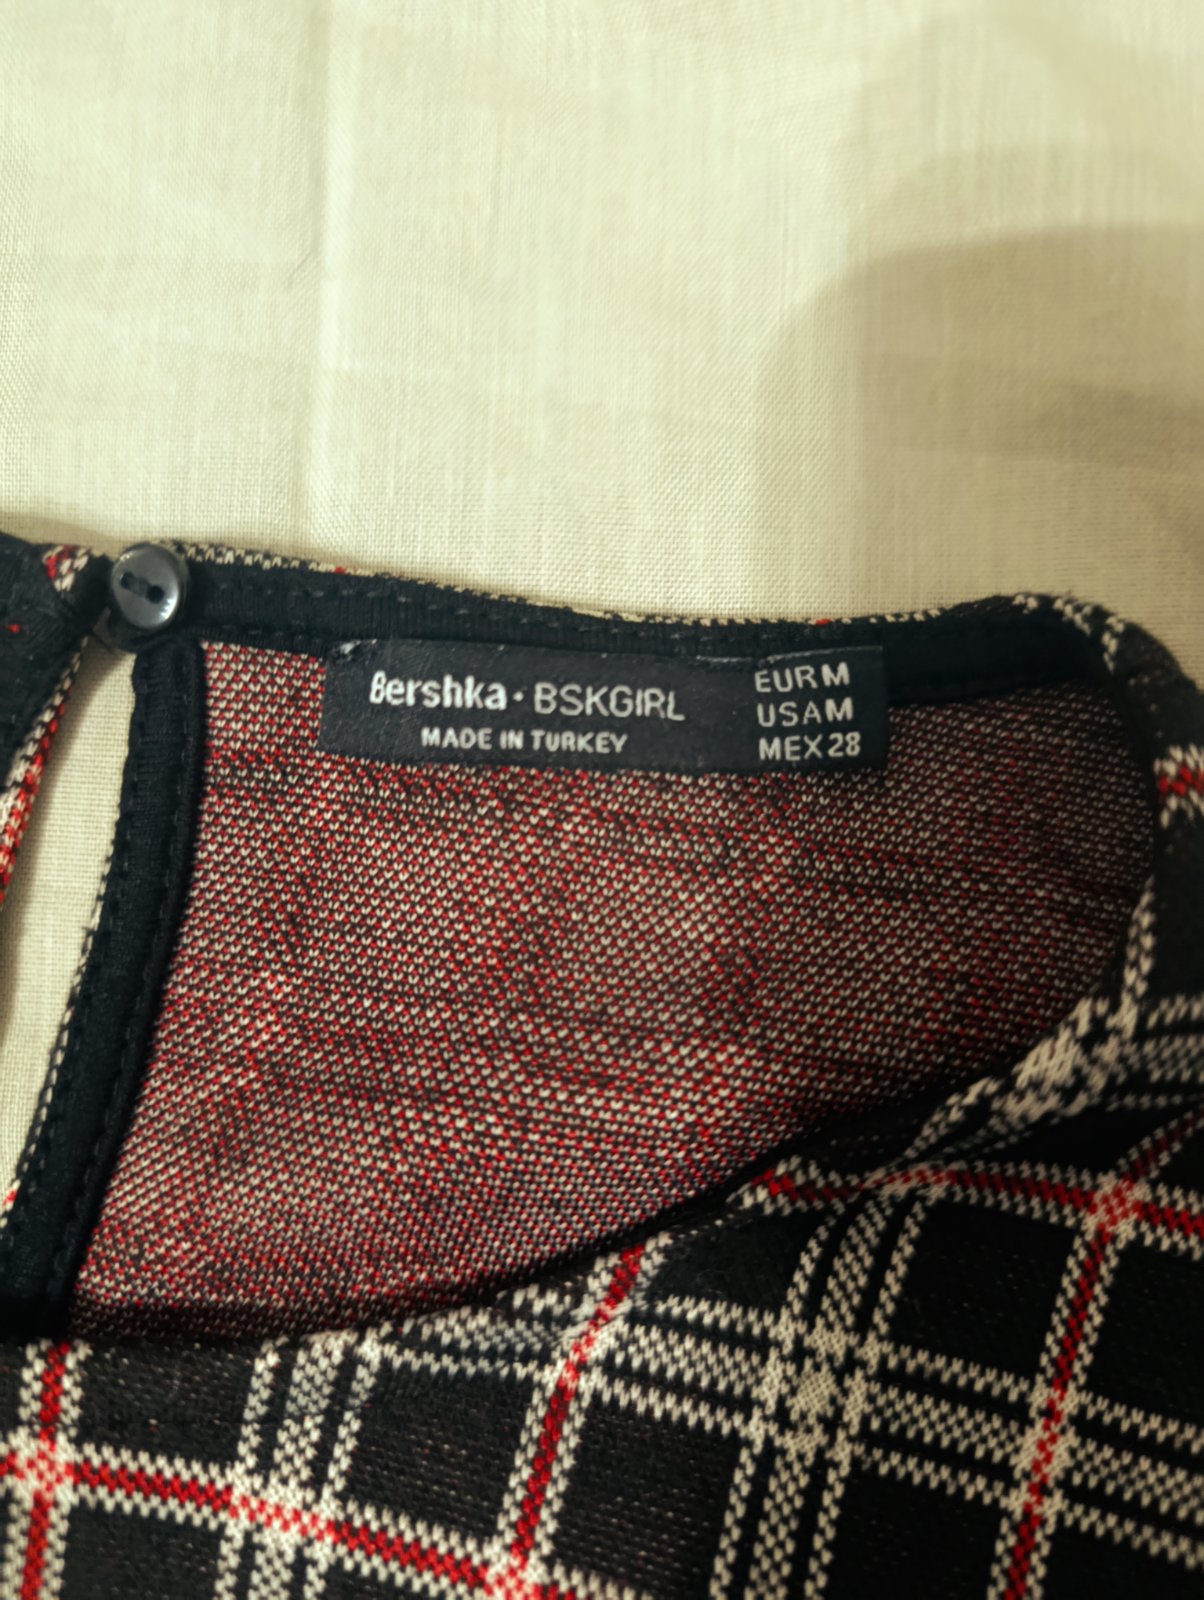 Bershka · BSKGIRL
MADE IN TURKEY
EUR M
USA M
MEX 28